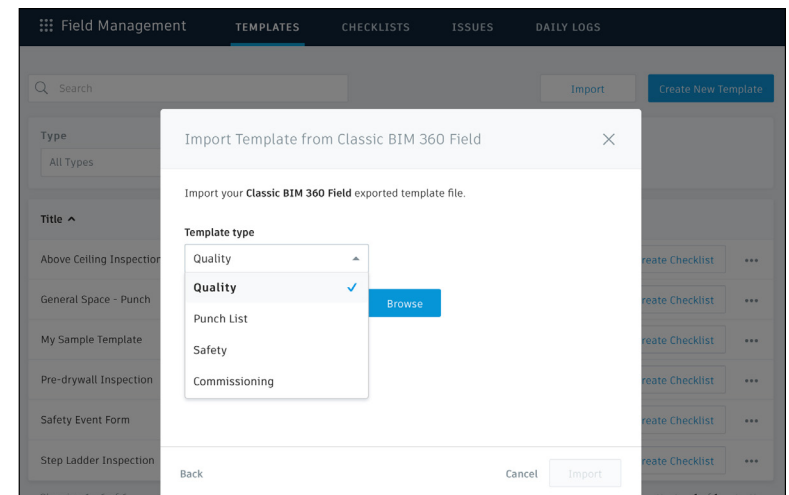 Field Management TEMPLATES CHECKLISTS ISSUES DAILY LOGS
Search Import Create New Template
Import Template from Classic BIM 360 Field
Type
All Types
Import your Classic BIM 360 Field exported template file.
Title
Template type
Quality
Above Ceiling Inspection reate Checklist
Quality
General Space - Punch Browse reate Checklist
Punch List
My Sample Template reate Checklist
Safety
Pre-drywall Inspection Commissioning reate Checklist
Safety Event Form reate Checklist
Step Ladder Inspection reate Checklist
Back Cancel Import